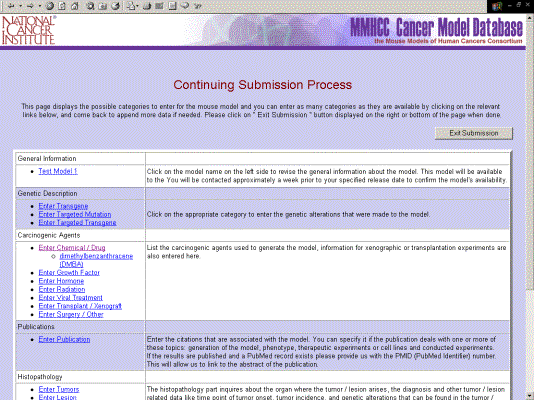 NATIONAL
CANCER
INSTITUTE
MMHCC Cancer Model Database
the Mouse Models of Human Cancers Consortium
Continuing Submission Process
This page displays the possible categories to enter for the mouse model and you can enter as many categories as they are available by clicking on the relevant
links below, and come back to append more data if needed. Please click on " Exit Submission " button displayed on the right or bottom of the page when done.
Exit Submission
General Information
Test Model 1
Click on the model name on the left side to revise the general information about the model. This model will be available
to the You will be contacted approximately a week prior to your specified release date to confirm the model's availability.
Genetic Description
Enter Transgene
Enter Targeted Mutation
Enter Targeted Transgene
Click on the appropriate category to enter the genetic alterations that were made to the model.
Carcinogenic Agents
Enter Chemical / Drug
dimethylbenzanthracene
(DMBA)
Enter Growth Factor
Enter Hormone
Enter Radiation
Enter Viral Treatment
Enter Transplant / Xenograft
Enter Surgery / Other
List the carcinogenic agents used to generate the model, information for xenographic or transplantation experiments are
also entered here.
Publications
Enter Publication
Enter the citations that are associated with the model. You can specify it if the publication deals with one or more of
these topics: generation of the model, phenotype, therapeutic experiments or cell lines and conducted experiments.
If the results are published and a PubMed record exists please provide us with the PMID (PubMed Identifier) number.
This will allow us to link to the abstract of the publication.
Histopathology
Enter Tumors
Enter Lesion
The histopathology part inquires about the organ where the tumor / lesion arises, the diagnosis and other tumor / lesion
related data like time point of tumor onset, tumor incidence, and genetic alterations that can be found in the tumor /